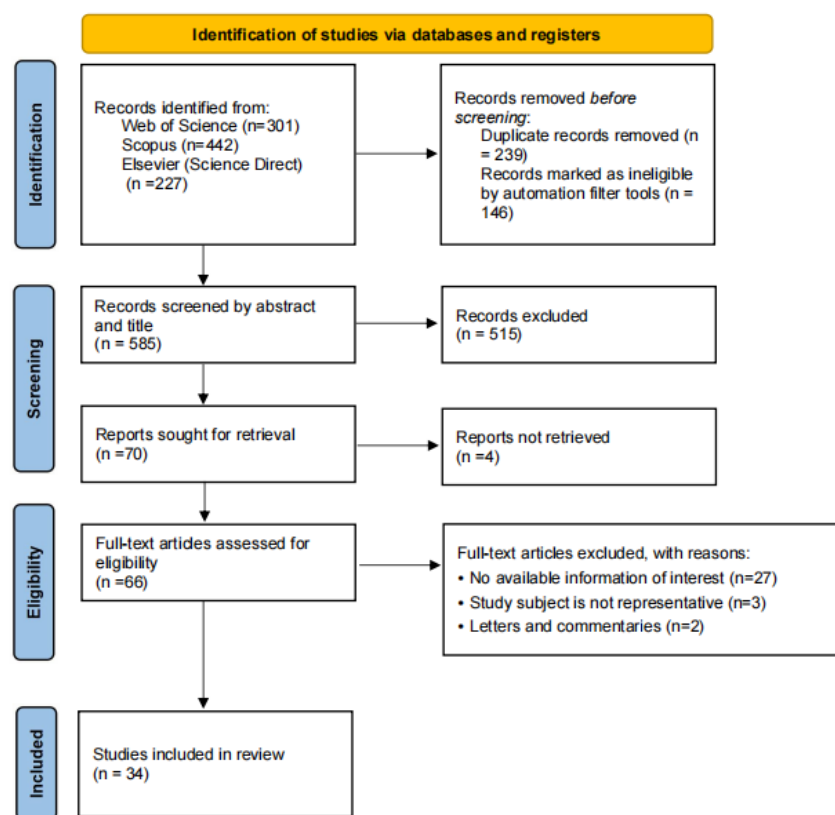 Identification of studies via databases and registers
Identification
Records identified from:
Web of Science (n=301)
Scopus (n=442)
Elsevier (Science Direct)
(n =227)
Records removed before
screening:
Duplicate records removed (n
= 239)
Records marked as ineligible
by automation filter tools (n =
146)
Screening
Records screened by abstract
and title
(n = 585)
Records excluded
(n = 515)
Reports sought for retrieval
(n =70)
Reports not retrieved
(n =4)
Eligibility
Full-text articles assessed for
eligibility
(n =66)
Full-text articles excluded, with reasons:
• No available information of interest (n=27)
• Study subject is not representative (n=3)
• Letters and commentaries (n=2)
Included
Studies included in review
(n = 34)